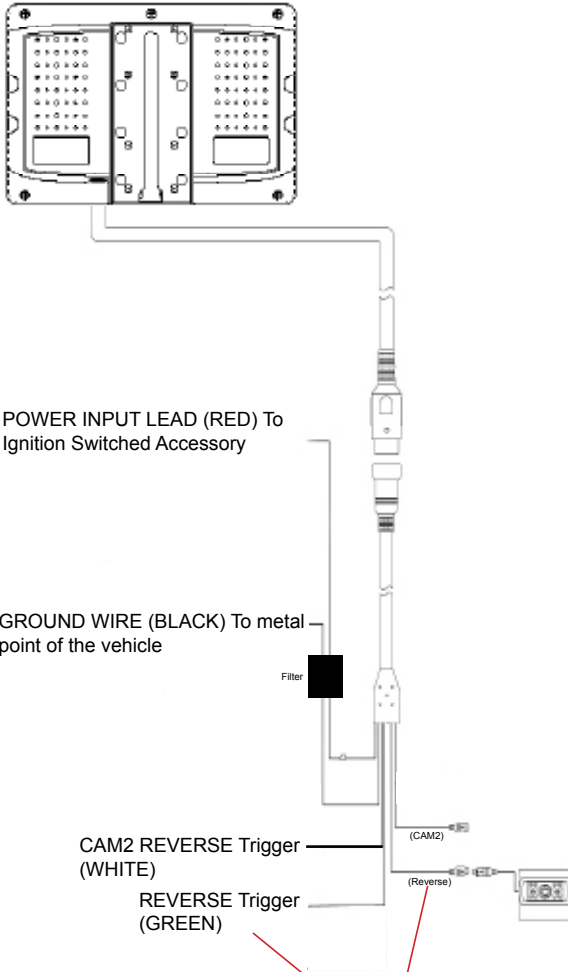 POWER INPUT LEAD (RED) To
Ignition Switched Accessory
GROUND WIRE (BLACK) To metal
point of the vehicle
Filter
(CAM2)
CAM2 REVERSE Trigger
(WHITE)
(Reverse)
REVERSE Trigger
(GREEN)